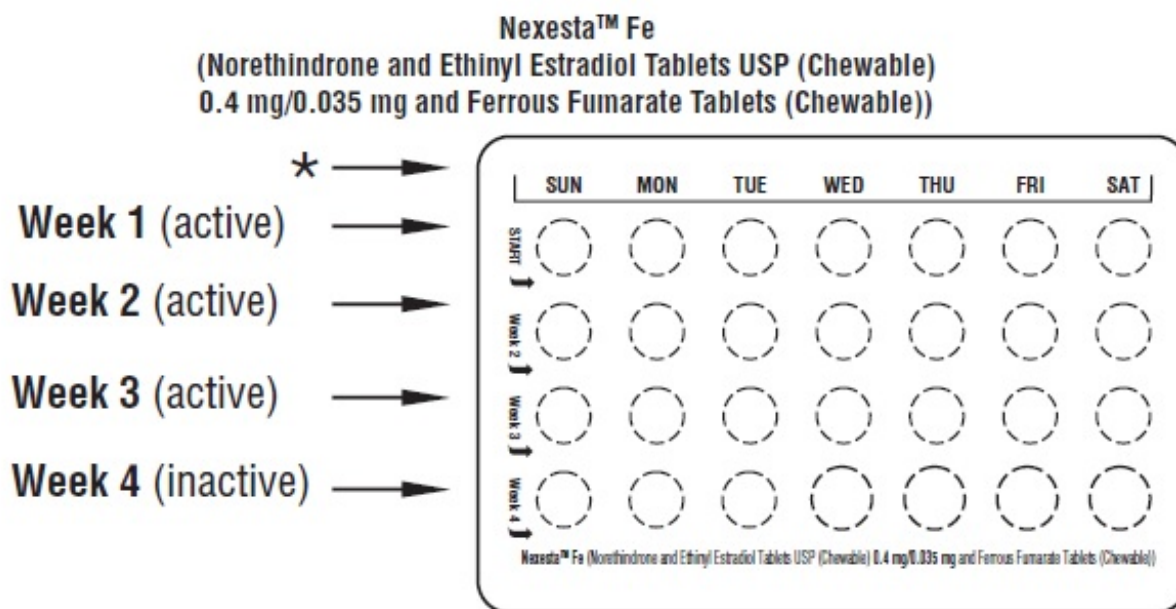 Nexesta™ Fe
(Norethindrone and Ethinyl Estradiol Tablets USP (Chewable)
0.4 mg/0.035 mg and Ferrous Fumarate Tablets (Chewable))
*
SUN MON TUE WED THU FRI SAT
Week 1 (active)
START
Week 2 (active)
Week 2
Week 3 (active)
Week 3
Week 4 (inactive)
Week 4
Nexesta™ Fe (Norethindrone and Ethinyl Estradiol Tablets USP (Chewable) 0.4 mg/0.035 mg and Ferrous Fumarate Tablets (Chewable))